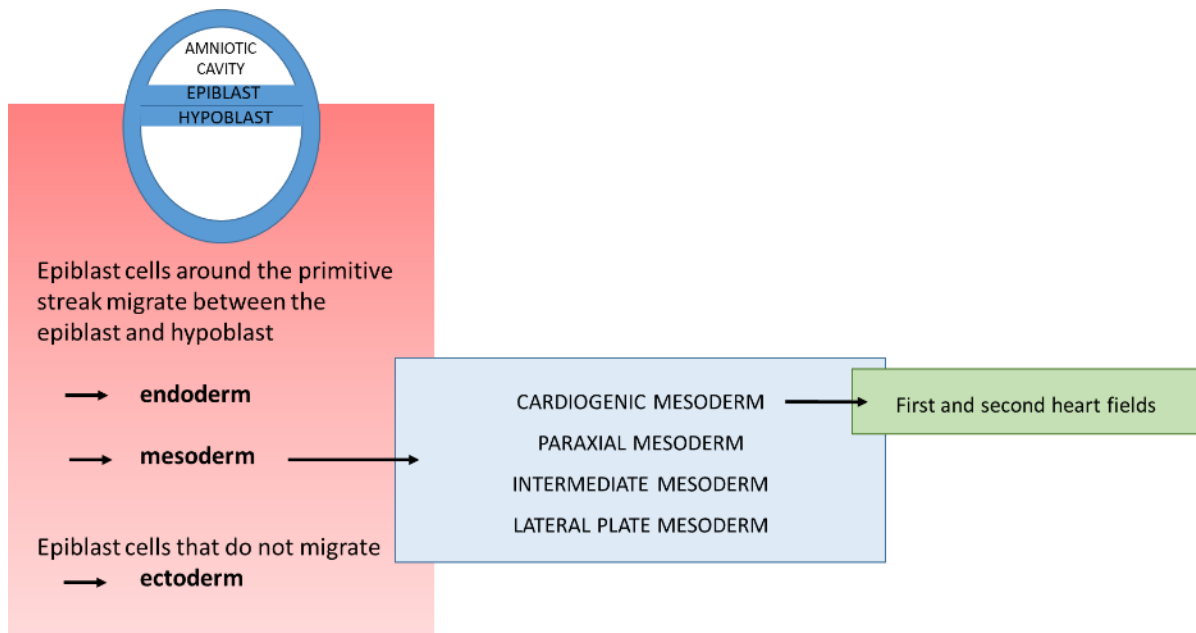 AMNIOTIC
CAVITY
EPIBLAST
HYPOBLAST
Epiblast cells around the primitive
streak migrate between the
epiblast and hypoblast
endoderm
mesoderm
Epiblast cells that do not migrate
ectoderm
CARDIOGENIC MESODERM
PARAXIAL MESODERM
INTERMEDIATE MESODERM
LATERAL PLATE MESODERM
First and second heart fields